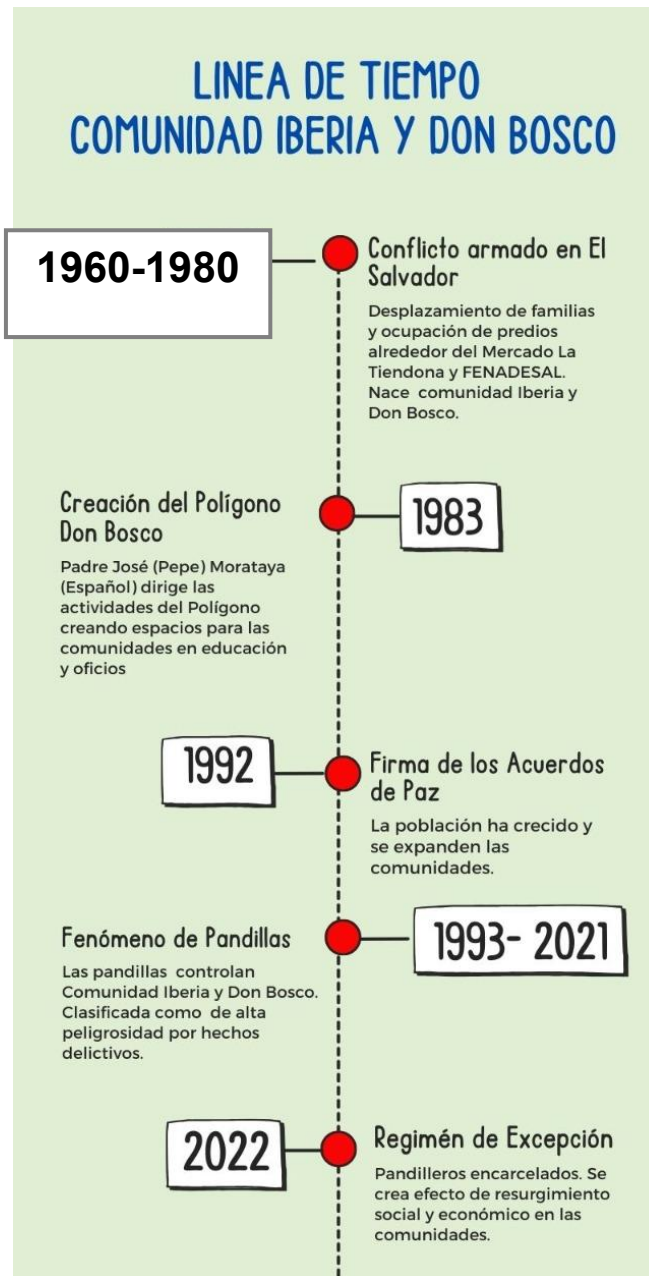 LINEA DE TIEMPO
COMUNIDAD IBERIA Y DON BOSCO
1960-1980
Conflicto armado en El
Salvador
Desplazamiento de familias
y ocupación de predios
alrededor del Mercado La
Tiendona y FENADESAL.
Nace comunidad Iberia y
Don Bosco.
Creación del Polígono
Don Bosco
Padre José (Pepe) Morataya
(Español) dirige las
actividades del Polígono
creando espacios para las
comunidades en educación
y oficios
1983
1992
Firma de los Acuerdos
de Paz
La población ha crecido y
se expanden las
comunidades.
Fenómeno de Pandillas
Las pandillas controlan
Comunidad Iberia y Don Bosco.
Clasificada como de alta
peligrosidad por hechos
delictivos.
1993- 2021
2022
Regimén de Excepción
Pandilleros encarcelados. Se
crea efecto de resurgimiento
social y económico en las
comunidades.